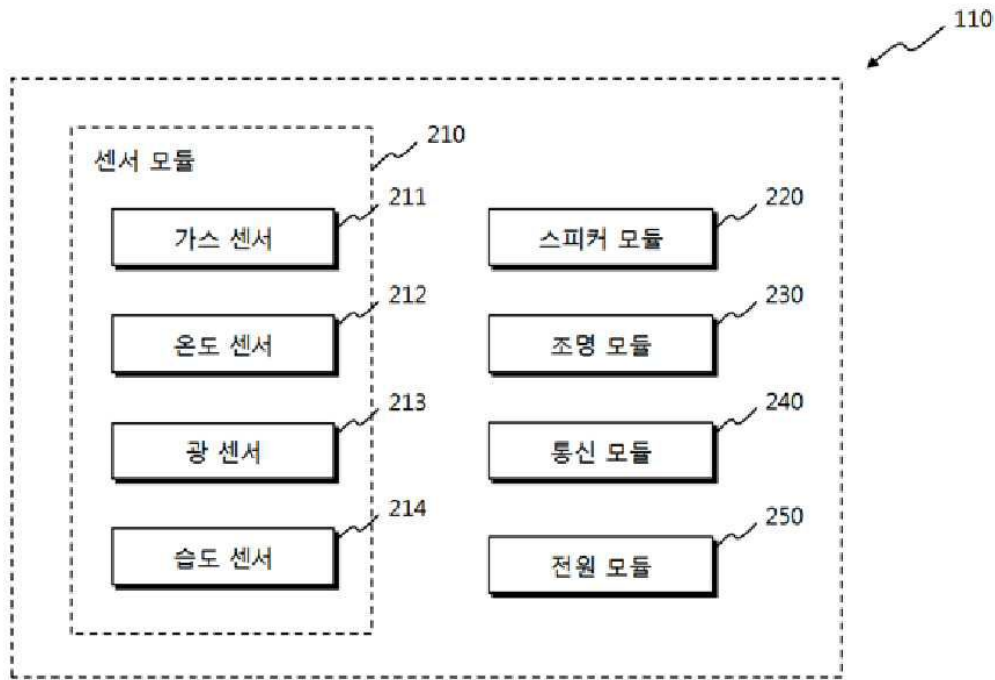 110
210
센서 모듈
211
가스 센서
220
스피커 모듈
212
온도 센서
230
조명 모듈
213
광 센서
240
통신 모듈
214
습도 센서
250
전원 모듈